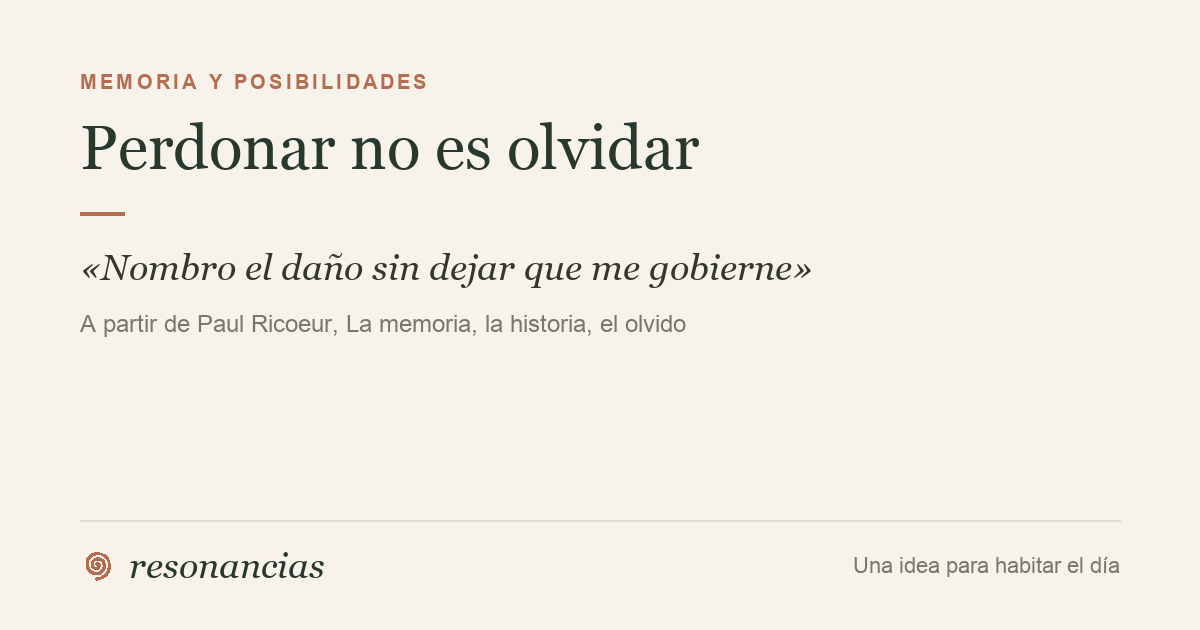 MEMORIA Y POSIBILIDADES
Perdonar no es olvidar
«Nombro el daño sin dejar que me gobierne»
A partir de Paul Ricoeur, La memoria, la historia, el olvido
resonancias
Una idea para habitar el día